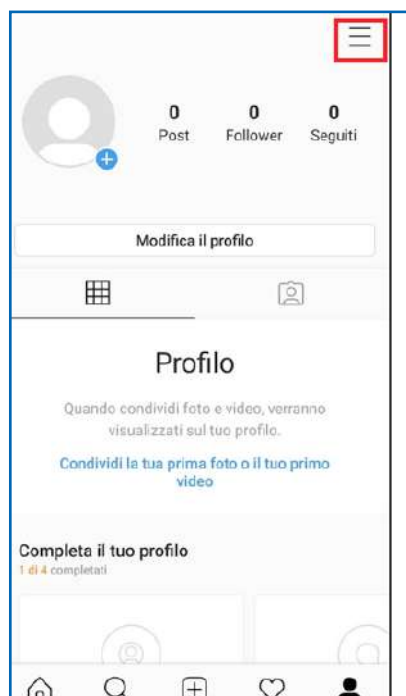 0 0 0
Post Follower Seguiti
Modifica il profilo
Profilo
Quando condividi foto e video, verranno
visualizzati sul tuo profilo.
Condividi la tua prima foto o il tuo primo
video
Completa il tuo profilo
1 di 4 completati